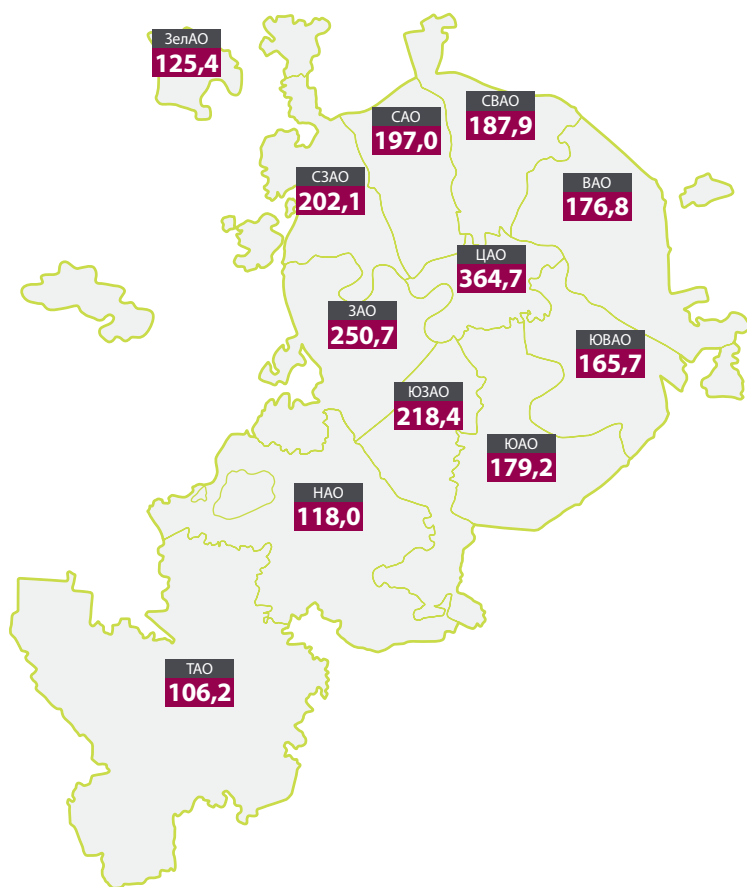 ЗелАО
125,4
СВАО
187,9
САО
197,0
СЗАО
202,1
ВАО
176,8
ЦАО
364,7
ЗАО
250,7
ЮВАО
165,7
ЮЗАО
218,4
ЮАО
179,2
НАО
118,0
ТАО
106,2